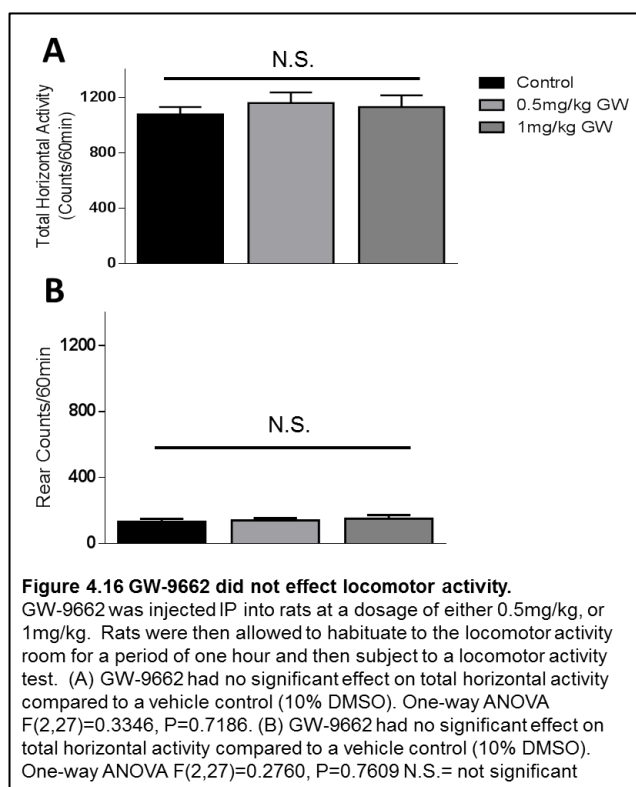 A
N.S.
Total Horizontal Activity
(Counts/60min)
1200
800
400
0
Control
0.5mg/kg GW
1mg/kg GW
B
Rear Counts/60min
1200
800
400
0
N.S.
Figure 4.16 GW-9662 did not effect locomotor activity.
GW-9662 was injected IP into rats at a dosage of either 0.5mg/kg, or
1mg/kg. Rats were then allowed to habituate to the locomotor activity
room for a period of one hour and then subject to a locomotor activity
test. (A) GW-9662 had no significant effect on total horizontal activity
compared to a vehicle control (10% DMSO). One-way ANOVA
F(2,27)=0.3346, P=0.7186. (B) GW-9662 had no significant effect on
total horizontal activity compared to a vehicle control (10% DMSO).
One-way ANOVA F(2,27)=0.2760, P=0.7609 N.S.= not significant